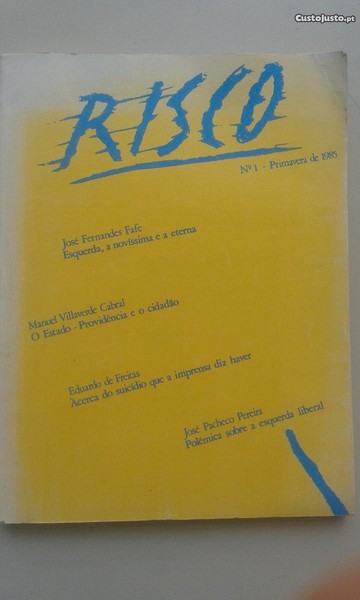 CustoJusto.pt
RISCO
Nº 1 - Primavera de 1985
José Fernandes Fafe
Esquerda, a novíssima e a eterna
Manuel Villaverde Cabral
O Estado - Providência e o cidadão
Eduardo de Freitas
Acerca do suicídio que a imprensa diz haver
José Pacheco Pereira
Polémica sobre a esquerda liberal